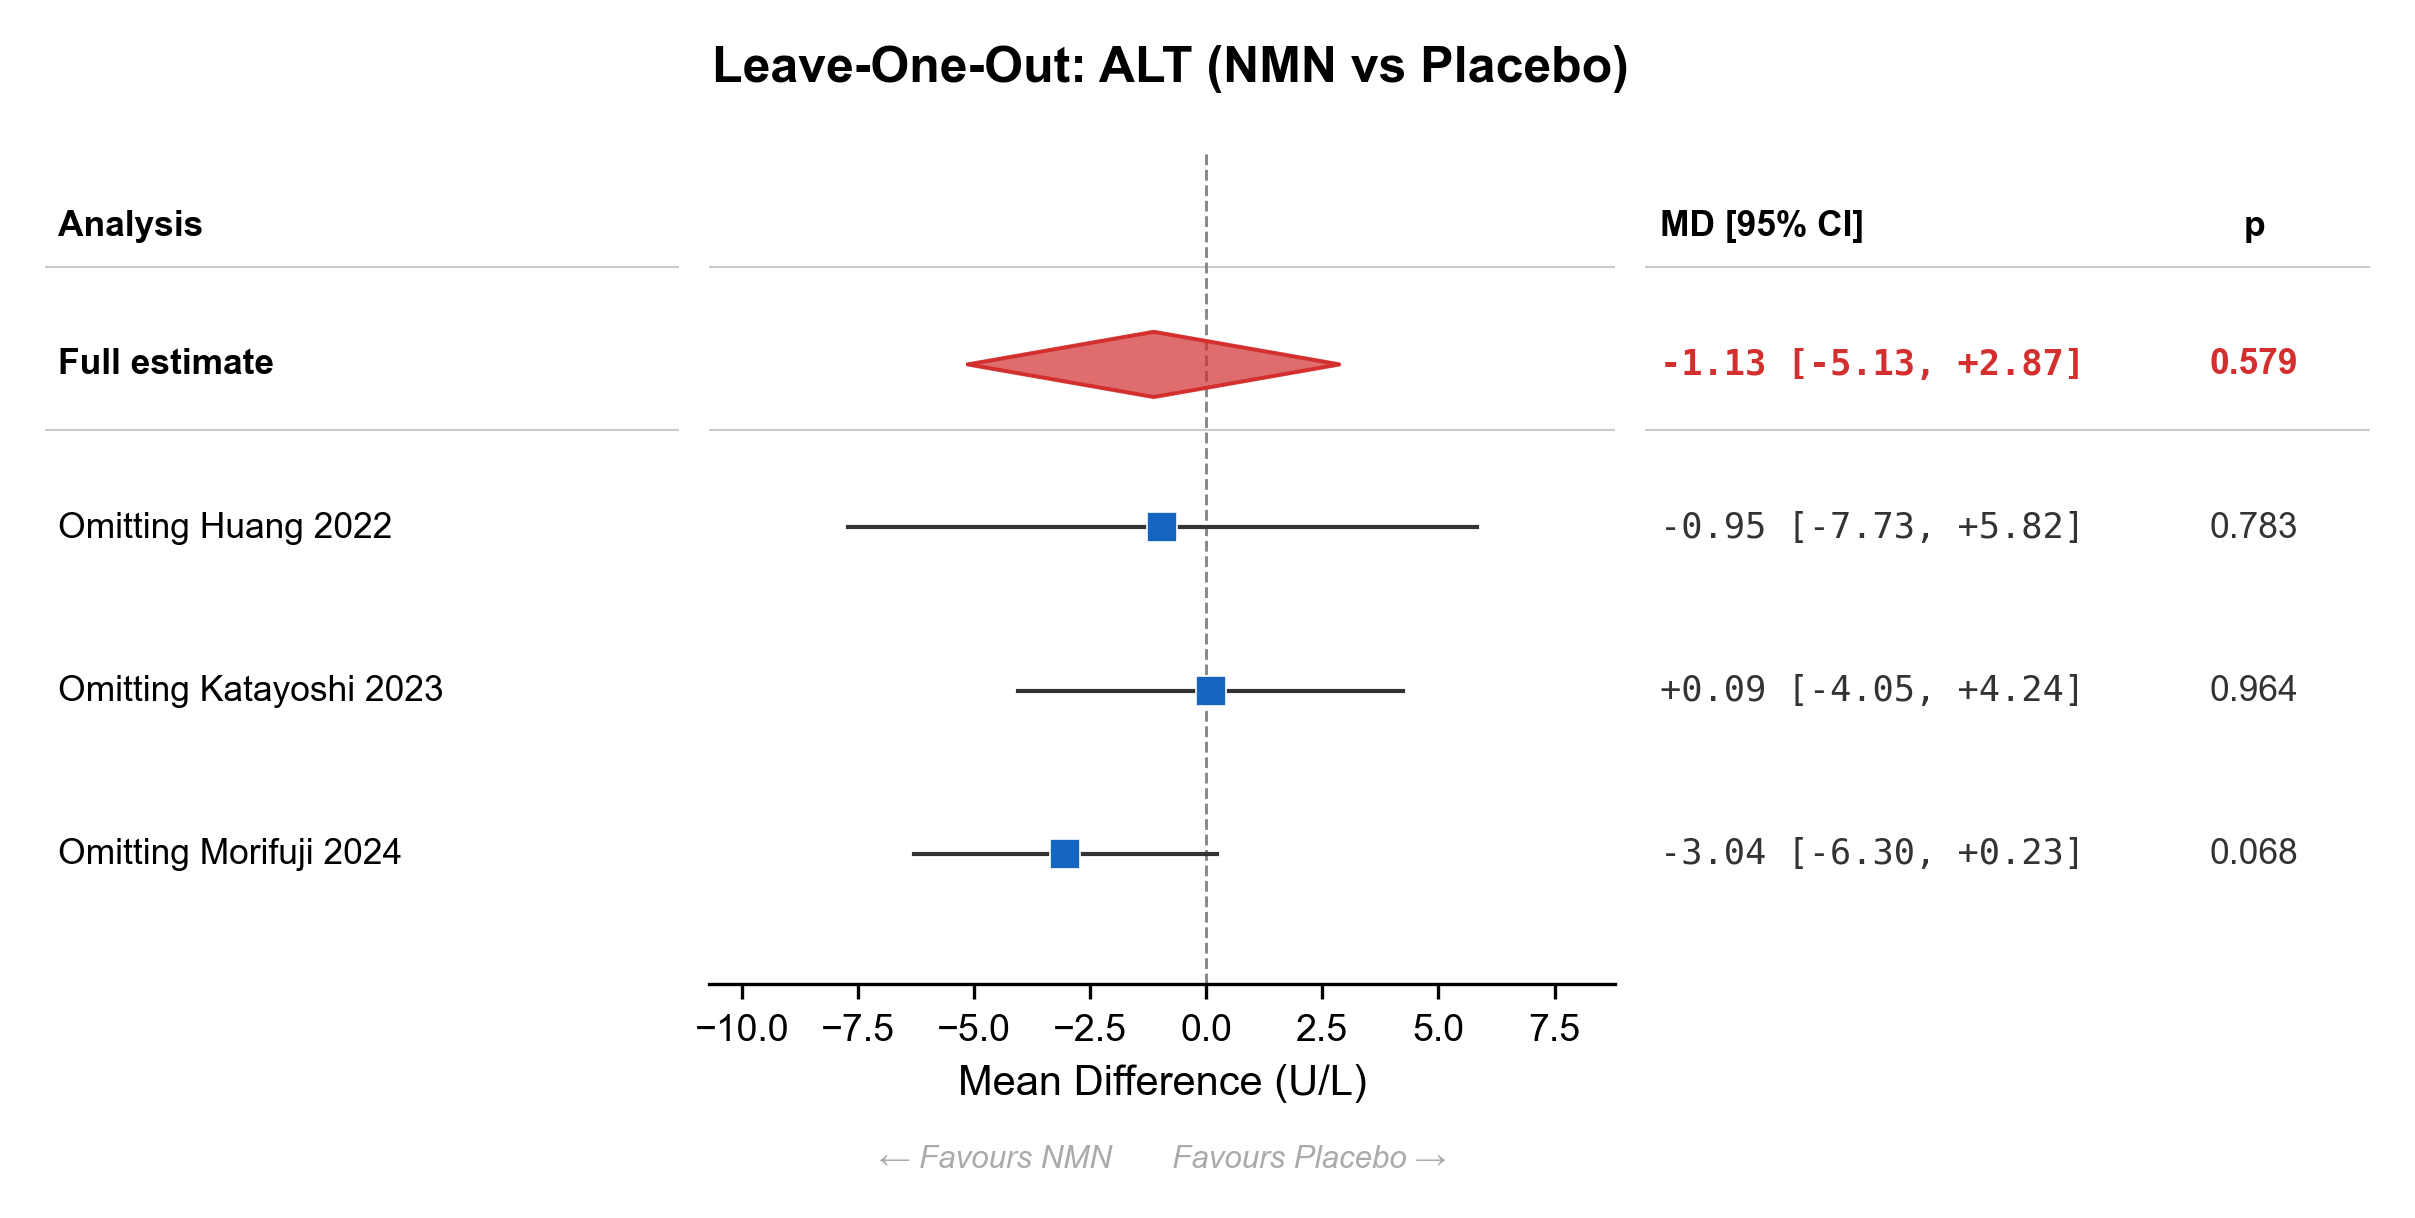 Leave-One-Out: ALT (NMN vs Placebo)
Analysis MD [95% CI] p
Full estimate -1.13 [-5.13, +2.87] 0.579
Omitting Huang 2022 -0.95 [-7.73, +5.82] 0.783
Omitting Katayoshi 2023 +0.09 [-4.05, +4.24] 0.964
Omitting Morifuji 2024 -3.04 [-6.30, +0.23] 0.068
−10.0 −7.5 −5.0 −2.5 0.0 2.5 5.0 7.5
Mean Difference (U/L)
← Favours NMN Favours Placebo →